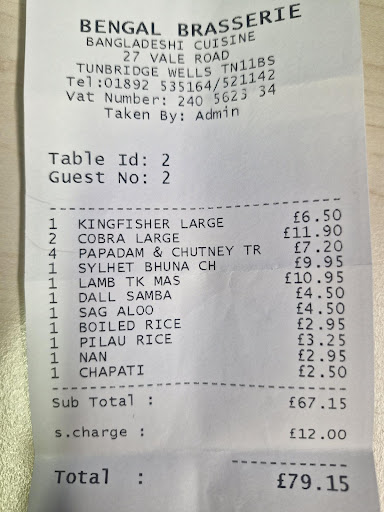 BENGAL BRASSERIE
BANGLADESHI CUISINE
27 VALE ROAD
TUNBRIDGE WELLS TN11BS
Tel:01892 535164/521142
Vat Number: 240 5623 34
Taken By: Admin
Table Id: 2
Guest No: 2
1 KINGFISHER LARGE £6.50
2 COBRA LARGE £11.90
4 PAPADAM & CHUTNEY TR £7.20
1 SYLHET BHUNA CH £9.95
1 LAMB TK MAS £10.95
1 DALL SAMBA £4.50
1 SAG ALOO £4.50
1 BOILED RICE £2.95
1 PILAU RICE £3.25
1 NAN £2.95
1 CHAPATI £2.50
Sub Total : £67.15
s.charge : £12.00
Total : £79.15